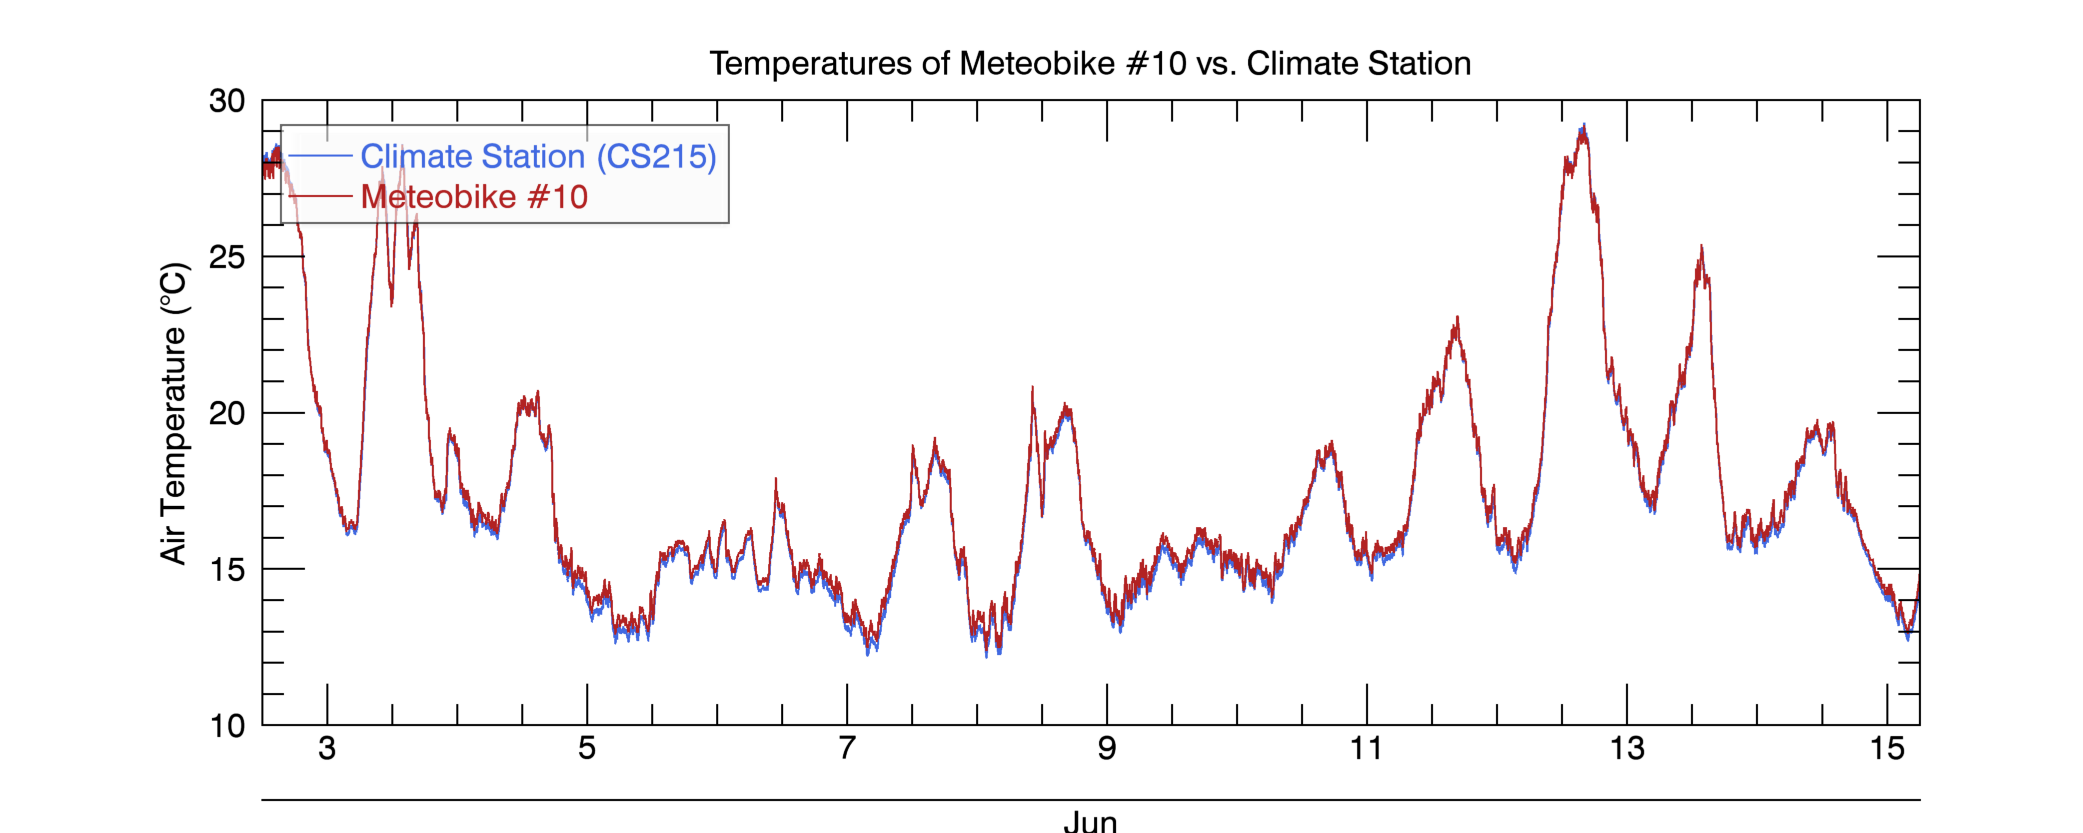 Temperatures of Meteobike #10 vs. Climate Station
30
25
20
15
10
Air Temperature (°C)
Climate Station (CS215)
Meteobike #10
3 5 7 9 11 13 15
Jun